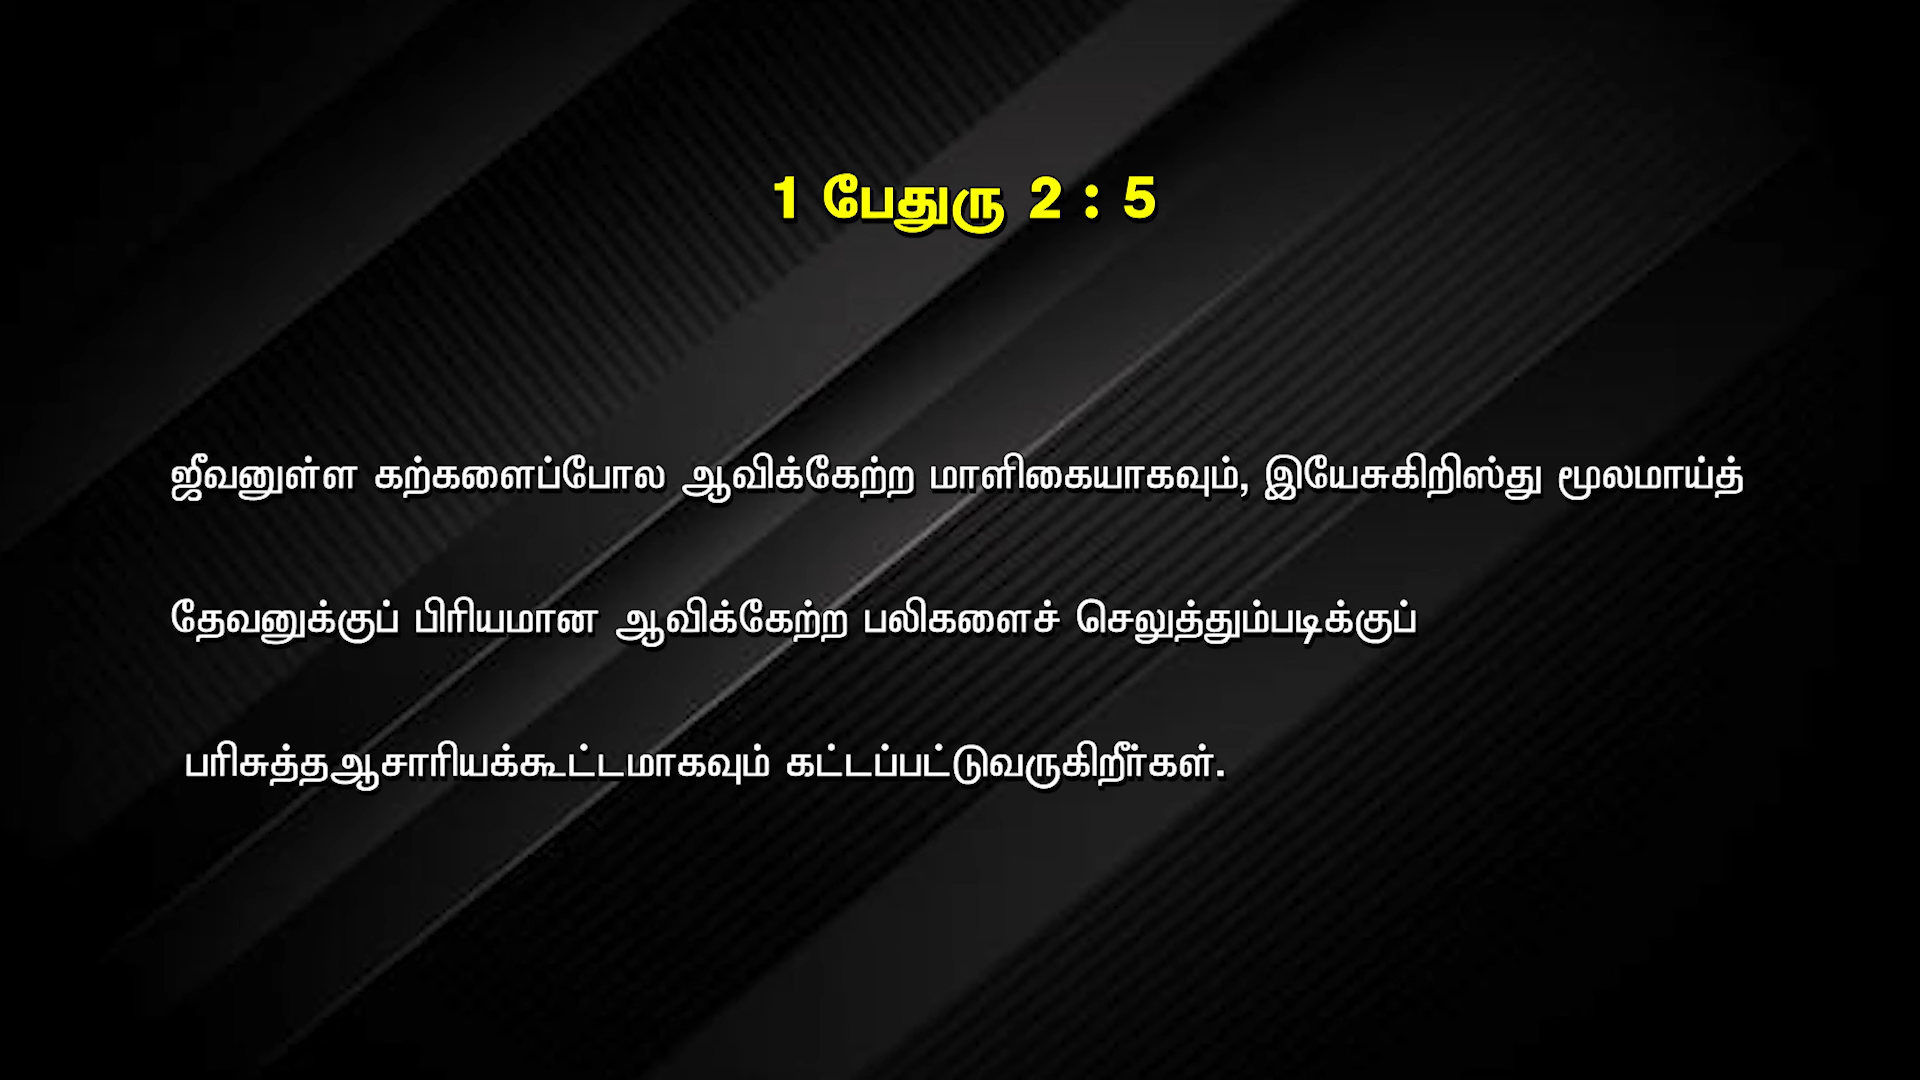 1 பேதுரு 2 : 5
ஜீவனுள்ள கற்களைப்போல ஆவிக்கேற்ற மாளிகையாகவும், இயேசுகிறிஸ்து மூலமாய்த்
தேவனுக்குப் பிரியமான ஆவிக்கேற்ற பலிகளைச் செலுத்தும்படிக்குப்
பரிசுத்தஆசாரியக்கூட்டமாகவும் கட்டப்பட்டுவருகிறீர்கள்.